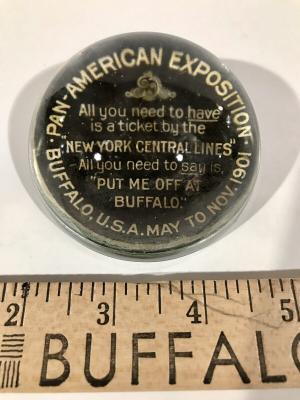 PAN-AMERICAN EXPOSITION
BUFFALO, U.S.A. MAY TO NOV. 1901.
All you need to have
is a ticket by the
"NEW YORK CENTRAL LINES"
All you need to say is,
"PUT ME OFF AT
BUFFALO."
2 3 4 5
BUFFALO